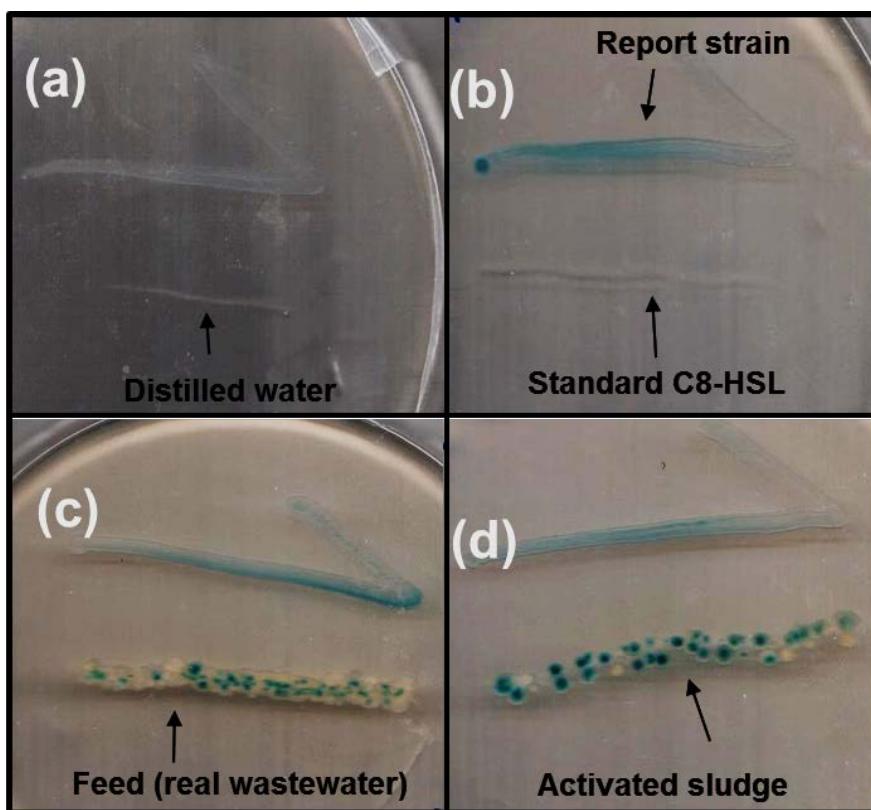 (a)
Distilled water
(b)
Report strain
Standard C8-HSL
(c)
Feed (real wastewater)
(d)
Activated sludge